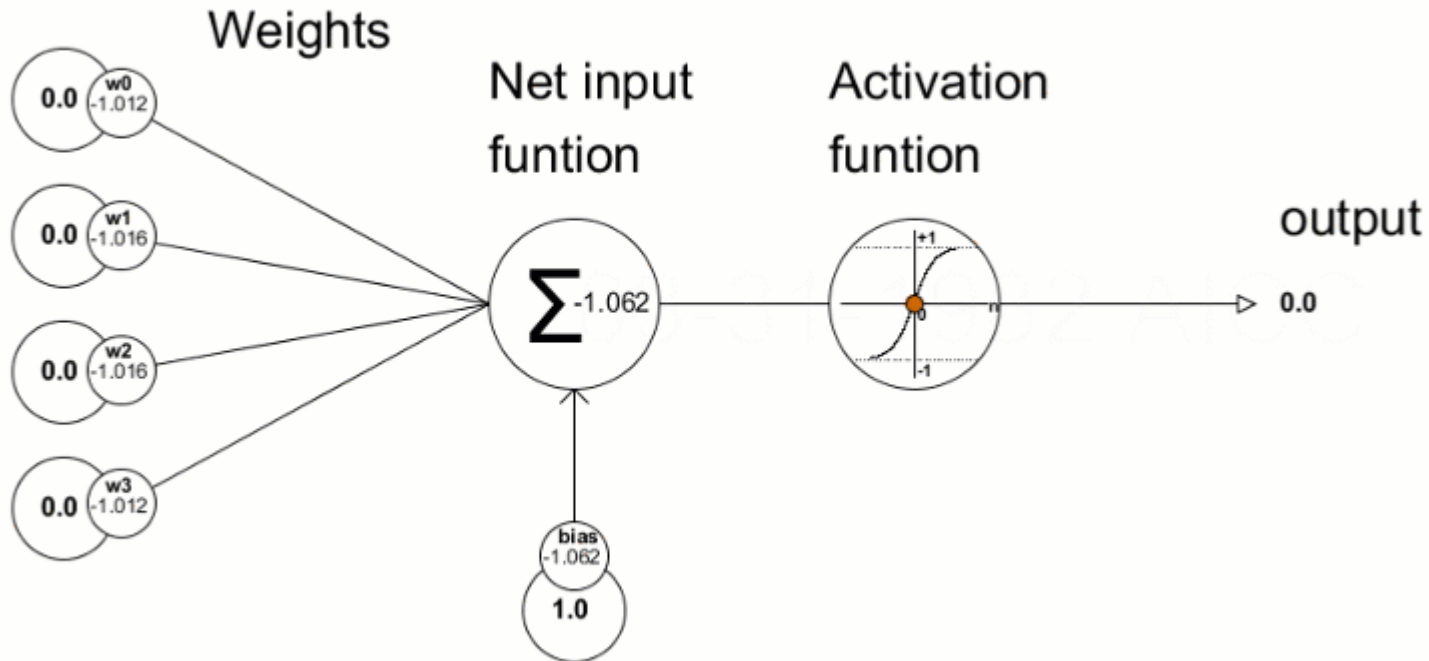 Weights
Net input
funtion
Activation
funtion
output
0.0
w0
-1.012
0.0
w1
-1.016
0.0
w2
-1.016
0.0
w3
-1.012
Σ
-1.062
+1
0
n
-1
0.0
bias
-1.062
1.0